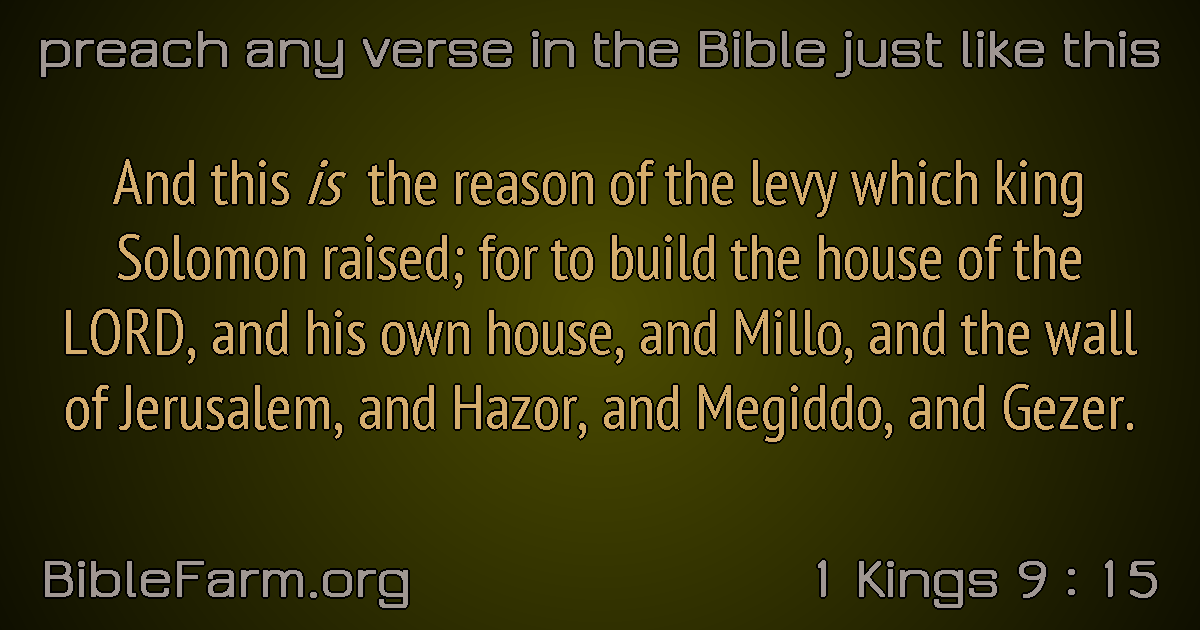 preach any verse in the Bible just like this
And this is the reason of the levy which king
Solomon raised; for to build the house of the
LORD, and his own house, and Millo, and the wall
of Jerusalem, and Hazor, and Megiddo, and Gezer.
BibleFarm.org
1 Kings 9 : 15